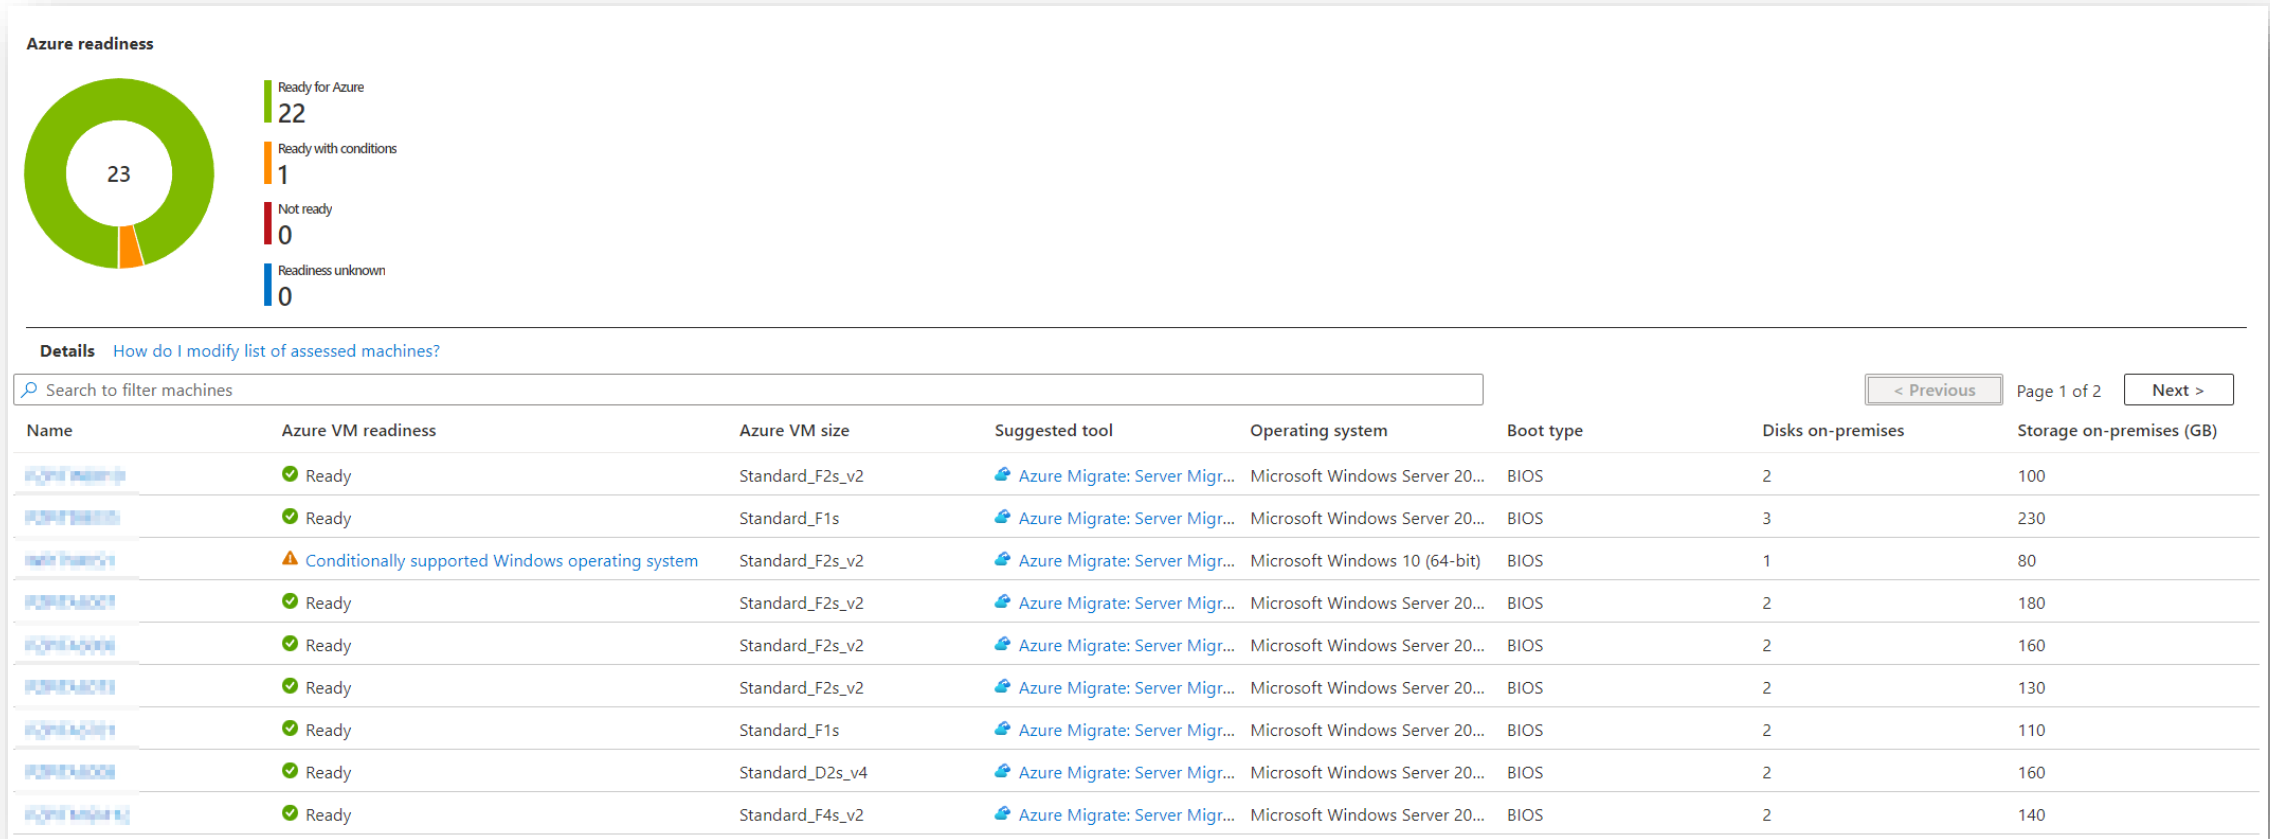 Azure readiness
Ready for Azure
22
Ready with conditions
1
Not ready
0
Readiness unknown
0
23
Details How do I modify list of assessed machines?
Search to filter machines
< Previous Page 1 of 2 Next >
Name Azure VM readiness Azure VM size Suggested tool Operating system Boot type Disks on-premises Storage on-premises (GB)
Ready Standard_F2s_v2 Azure Migrate: Server Migr... Microsoft Windows Server 20... BIOS 2 100
Ready Standard_F1s Azure Migrate: Server Migr... Microsoft Windows Server 20... BIOS 3 230
Conditionally supported Windows operating system Standard_F2s_v2 Azure Migrate: Server Migr... Microsoft Windows 10 (64-bit) BIOS 1 80
Ready Standard_F2s_v2 Azure Migrate: Server Migr... Microsoft Windows Server 20... BIOS 2 180
Ready Standard_F2s_v2 Azure Migrate: Server Migr... Microsoft Windows Server 20... BIOS 2 160
Ready Standard_F2s_v2 Azure Migrate: Server Migr... Microsoft Windows Server 20... BIOS 2 130
Ready Standard_F1s Azure Migrate: Server Migr... Microsoft Windows Server 20... BIOS 2 110
Ready Standard_D2s_v4 Azure Migrate: Server Migr... Microsoft Windows Server 20... BIOS 2 160
Ready Standard_F4s_v2 Azure Migrate: Server Migr... Microsoft Windows Server 20... BIOS 2 140